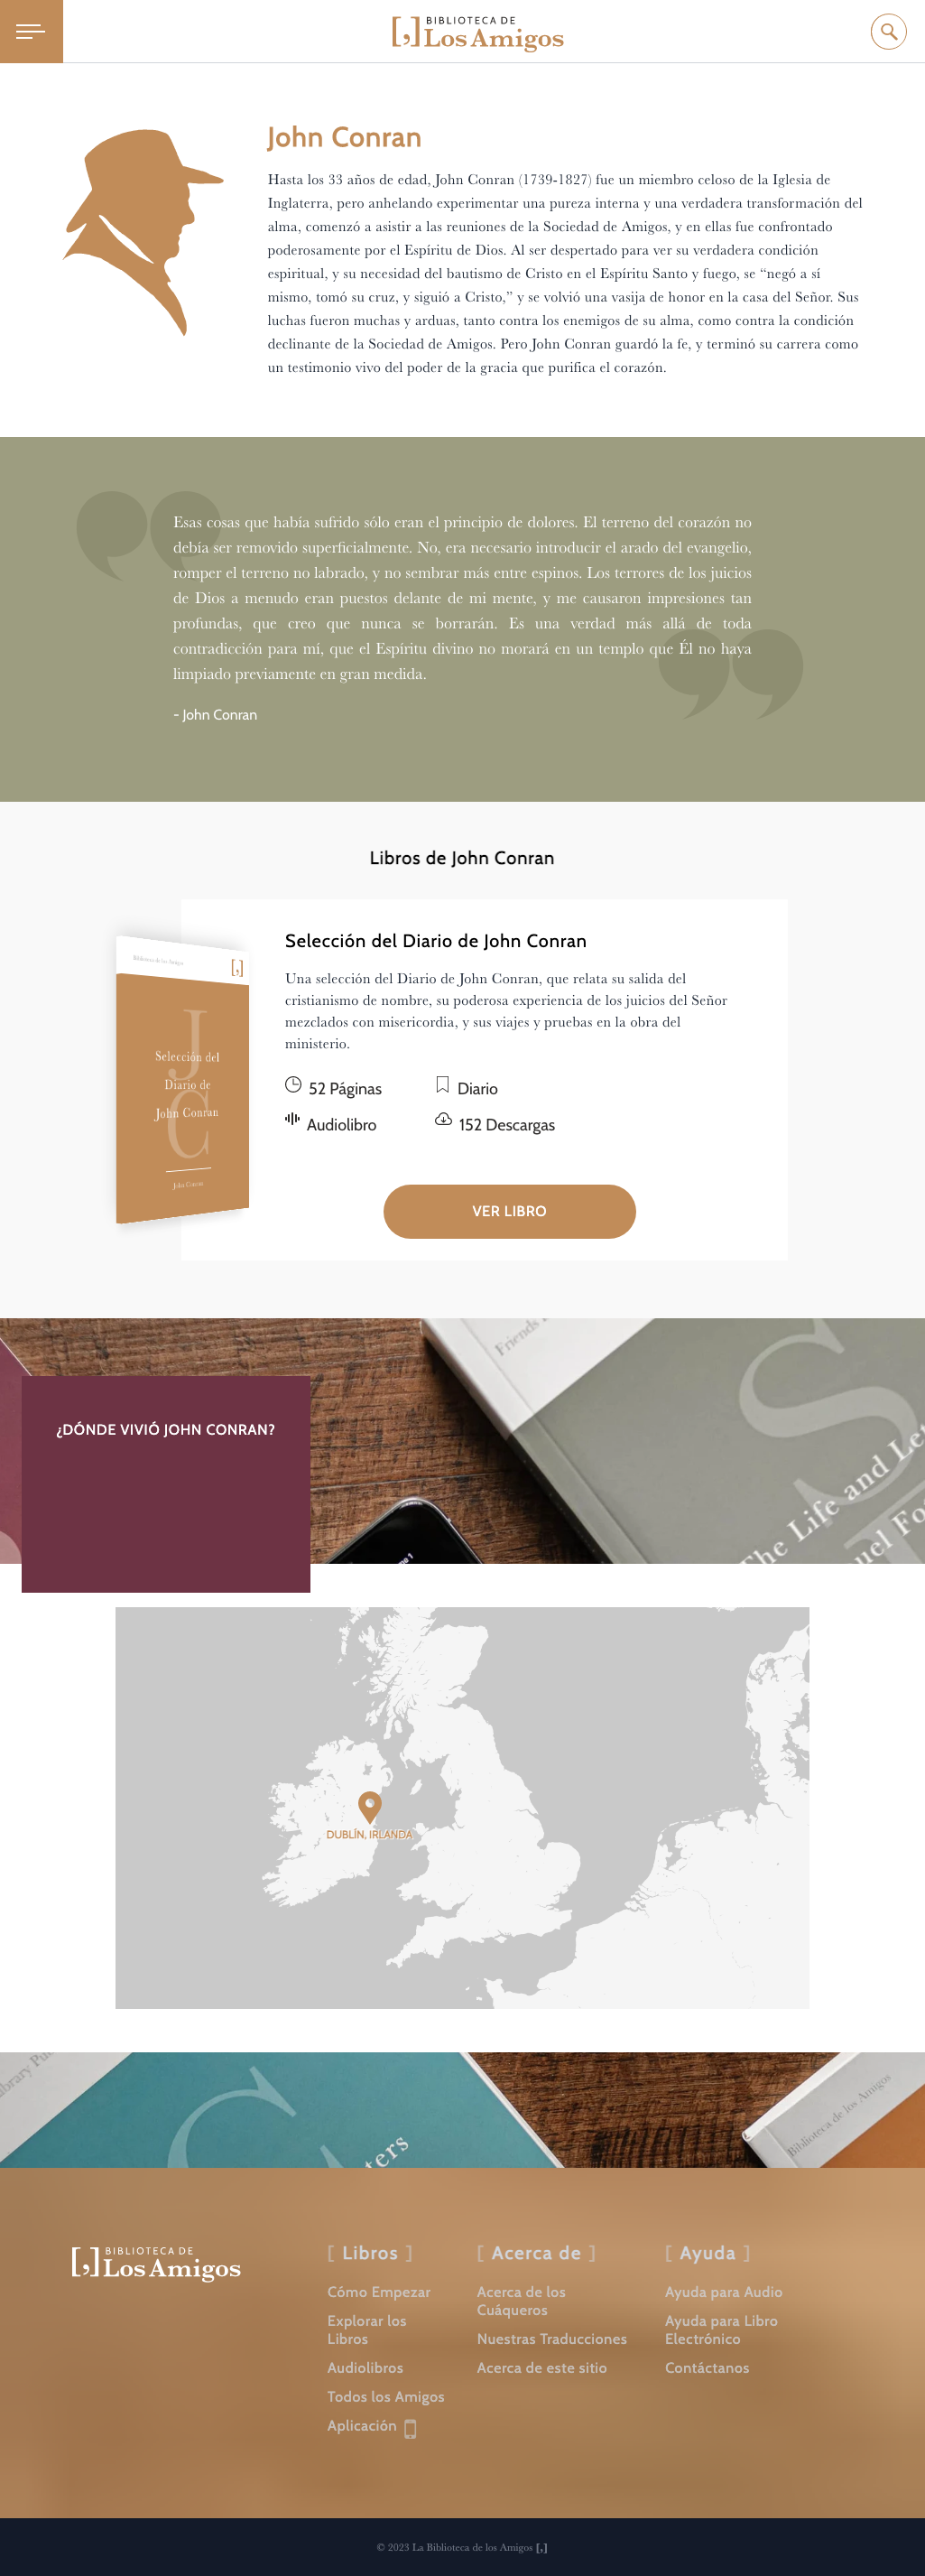 BIBLIOTECA DE
Los Amigos
John Conran
Hasta los 33 años de edad, John Conran (1739-1827) fue un miembro celoso de la Iglesia de
Inglaterra, pero anhelando experimentar una pureza interna y una verdadera transformación del
alma, comenzó a asistir a las reuniones de la Sociedad de Amigos, y en ellas fue confrontado
poderosamente por el Espíritu de Dios. Al ser despertado para ver su verdadera condición
espiritual, y su necesidad del bautismo de Cristo en el Espíritu Santo y fuego, se “negó a sí
mismo, tomó su cruz, y siguió a Cristo,” y se volvió una vasija de honor en la casa del Señor. Sus
luchas fueron muchas y arduas, tanto contra los enemigos de su alma, como contra la condición
declinante de la Sociedad de Amigos. Pero John Conran guardó la fe, y terminó su carrera como
un testimonio vivo del poder de la gracia que purifica el corazón.
Esas cosas que había sufrido sólo eran el principio de dolores. El terreno del corazón no
debía ser removido superficialmente. No, era necesario introducir el arado del evangelio,
romper el terreno no labrado, y no sembrar más entre espinos. Los terrores de los juicios
de Dios a menudo eran puestos delante de mi mente, y me causaron impresiones tan
profundas, que creo que nunca se borrarán. Es una verdad más allá de toda
contradicción para mí, que el Espíritu divino no morará en un templo que Él no haya
limpiado previamente en gran medida.
- John Conran
Libros de John Conran
Biblioteca de los Amigos
[,]
J
C
Selección del
Diario de
John Conran
John Conran
Selección del Diario de John Conran
Una selección del Diario de John Conran, que relata su salida del
cristianismo de nombre, su poderosa experiencia de los juicios del Señor
mezclados con misericordia, y sus viajes y pruebas en la obra del
ministerio.
52 Páginas
Diario
Audiolibro
152 Descargas
VER LIBRO
Friends
S
The Life and Let
uel Fo
¿DÓNDE VIVIÓ JOHN CONRAN?
DUBLÍN, IRLANDA
C
ters
Biblioteca de los Amigos
BIBLIOTECA DE
Los Amigos
[ Libros ]
Cómo Empezar
Explorar los
Libros
Audiolibros
Todos los Amigos
Aplicación
[ Acerca de ]
Acerca de los
Cuáqueros
Nuestras Traducciones
Acerca de este sitio
[ Ayuda ]
Ayuda para Audio
Ayuda para Libro
Electrónico
Contáctanos
© 2023 La Biblioteca de los Amigos [,]